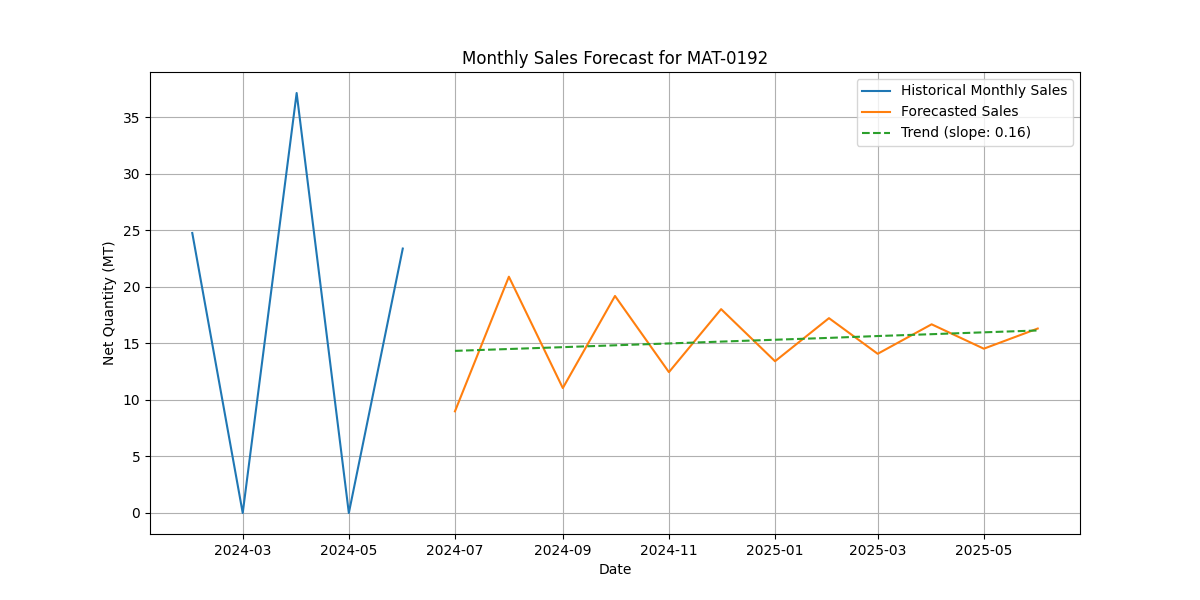 Monthly Sales Forecast for MAT-0192
Historical Monthly Sales
Forecasted Sales
Trend (slope: 0.16)
Net Quantity (MT)
35
30
25
20
15
10
5
0
2024-03 2024-05 2024-07 2024-09 2024-11 2025-01 2025-03 2025-05
Date